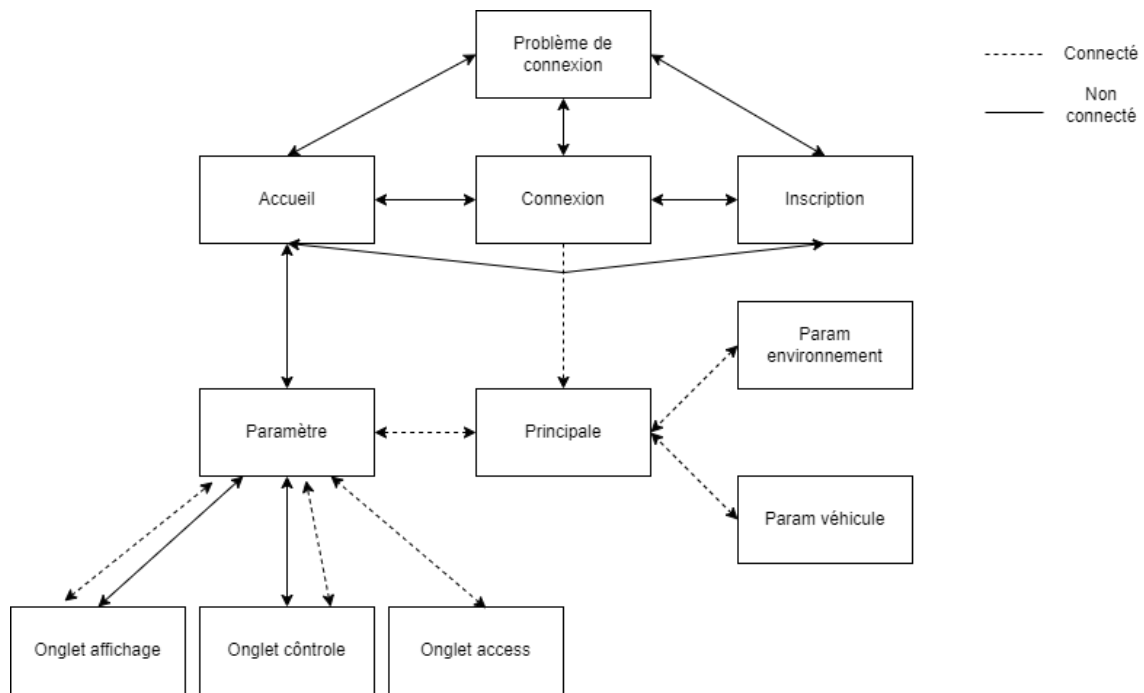 Problème de
connexion
Connecté
Non
connecté
Accueil
Connexion
Inscription
Param
environnement
Paramètre
Principale
Param véhicule
Onglet affichage
Onglet côntrole
Onglet access